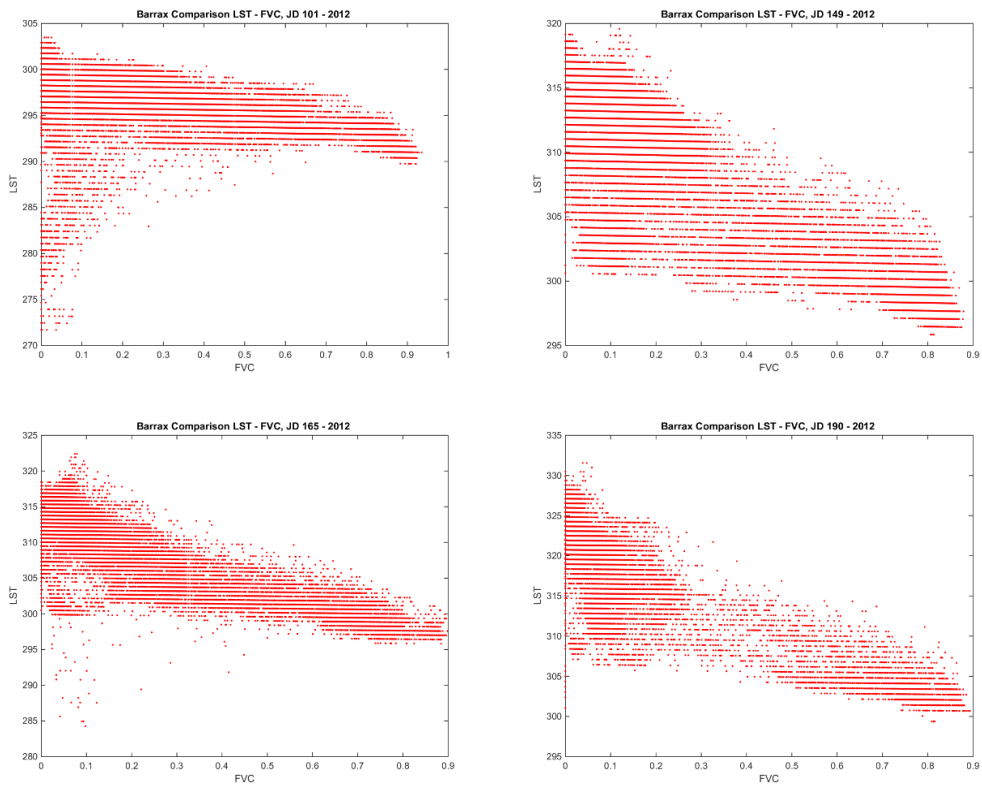 Barrax Comparison LST - FVC, JD 101 - 2012
305
300
295
290
285
280
275
270
LST
0 0.1 0.2 0.3 0.4 0.5 0.6 0.7 0.8 0.9 1
FVC
Barrax Comparison LST - FVC, JD 149 - 2012
320
315
310
305
300
295
LST
0 0.1 0.2 0.3 0.4 0.5 0.6 0.7 0.8 0.9
FVC
Barrax Comparison LST - FVC, JD 165 - 2012
325
320
315
310
305
300
295
290
285
280
LST
0 0.1 0.2 0.3 0.4 0.5 0.6 0.7 0.8 0.9
FVC
Barrax Comparison LST - FVC, JD 190 - 2012
335
330
325
320
315
310
305
300
295
LST
0 0.1 0.2 0.3 0.4 0.5 0.6 0.7 0.8 0.9
FVC